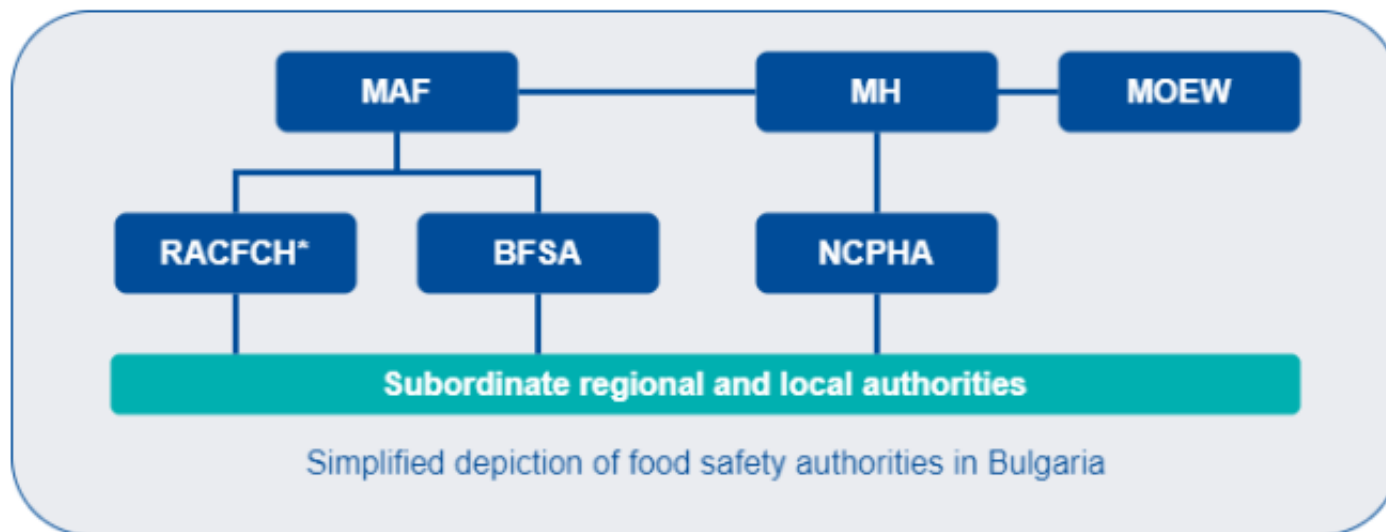 MAF
MH
MOEW
RACFCH*
BFSA
NCPHA
Subordinate regional and local authorities
Simplified depiction of food safety authorities in Bulgaria